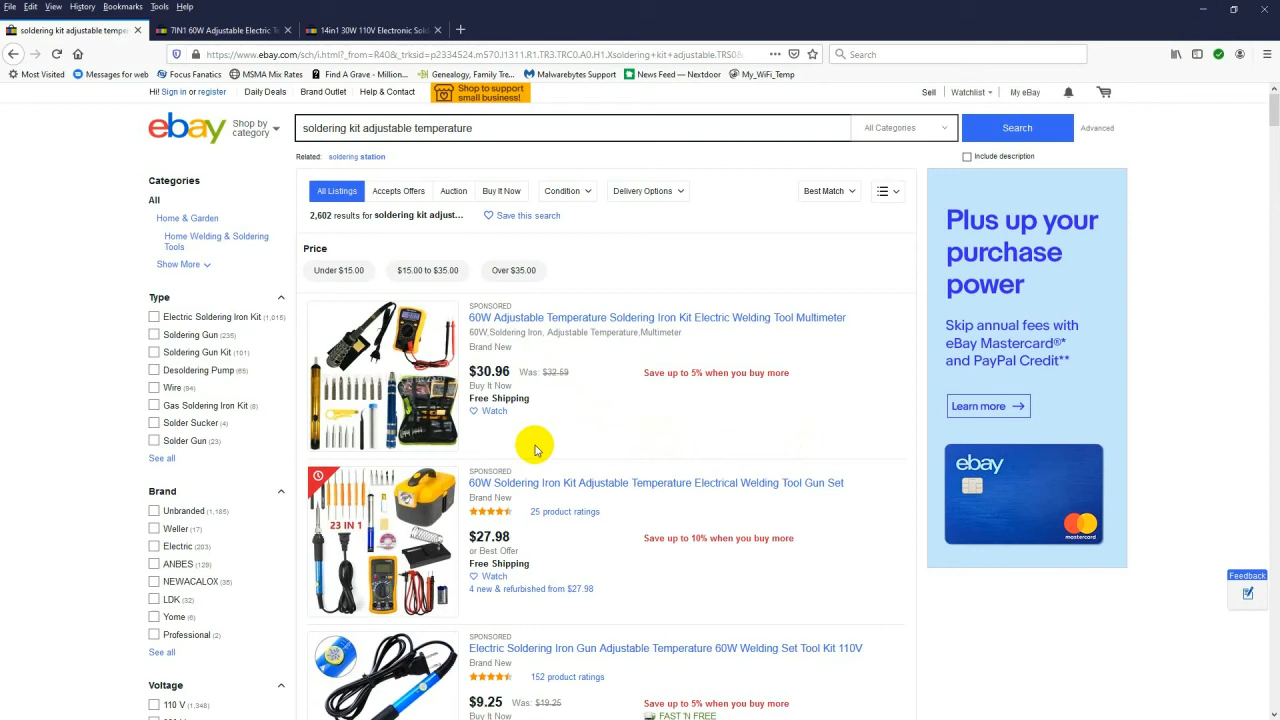 File Edit View History Bookmarks Tools Help
soldering kit adjustable tempe
7IN1 60W Adjustable Electric Te
14in1 30W 110V Electronic Sold
https://www.ebay.com/sch/i.html?_from=R40&_trksid=p2334524.m570.l1311.R1.TR3.TRC0.A0.H1.Xsoldering+kit+adjustable.TRS0&
Search
Most Visited Messages for web Focus Fanatics MSMA Mix Rates Find A Grave - Million... Genealogy, Family Tre... Malwarebytes Support News Feed — Nextdoor My_WiFi_Temp
Hi! Sign in or register Daily Deals Brand Outlet Help & Contact
Shop to support
small business!
Sell Watchlist My eBay
ebay
Shop by
category
soldering kit adjustable temperature
All Categories
Search
Advanced
Related: soldering station
Include description
Categories
All
Home & Garden
Home Welding & Soldering
Tools
Show More
Type
Electric Soldering Iron Kit (1,015)
Soldering Gun (235)
Soldering Gun Kit (101)
Desoldering Pump (65)
Wire (94)
Gas Soldering Iron Kit (8)
Solder Sucker (4)
Solder Gun (23)
See all
Brand
Unbranded (1,185)
Weller (17)
Electric (203)
ANBES (129)
NEWACALOX (35)
LDK (32)
Yome (6)
Professional (2)
See all
Voltage
110 V (1,348)
All Listings Accepts Offers Auction Buy It Now Condition Delivery Options Best Match
2,602 results for soldering kit adjust... Save this search
Price
Under $15.00 $15.00 to $35.00 Over $35.00
SPONSORED
60W Adjustable Temperature Soldering Iron Kit Electric Welding Tool Multimeter
60W,Soldering Iron, Adjustable Temperature,Multimeter
Brand New
$30.96 Was: $32.59 Save up to 5% when you buy more
Buy It Now
Free Shipping
Watch
23 IN 1
SPONSORED
60W Soldering Iron Kit Adjustable Temperature Electrical Welding Tool Gun Set
Brand New
25 product ratings
$27.98 Save up to 10% when you buy more
or Best Offer
Free Shipping
Watch
4 new & refurbished from $27.98
SPONSORED
Electric Soldering Iron Gun Adjustable Temperature 60W Welding Set Tool Kit 110V
Brand New
152 product ratings
$9.25 Was: $19.25 Save up to 5% when you buy more
Buy It Now FAST 'N FREE
Plus up your
purchase
power
Skip annual fees with
eBay Mastercard®*
and PayPal Credit**
Learn more
ebay
mastercard
Feedback